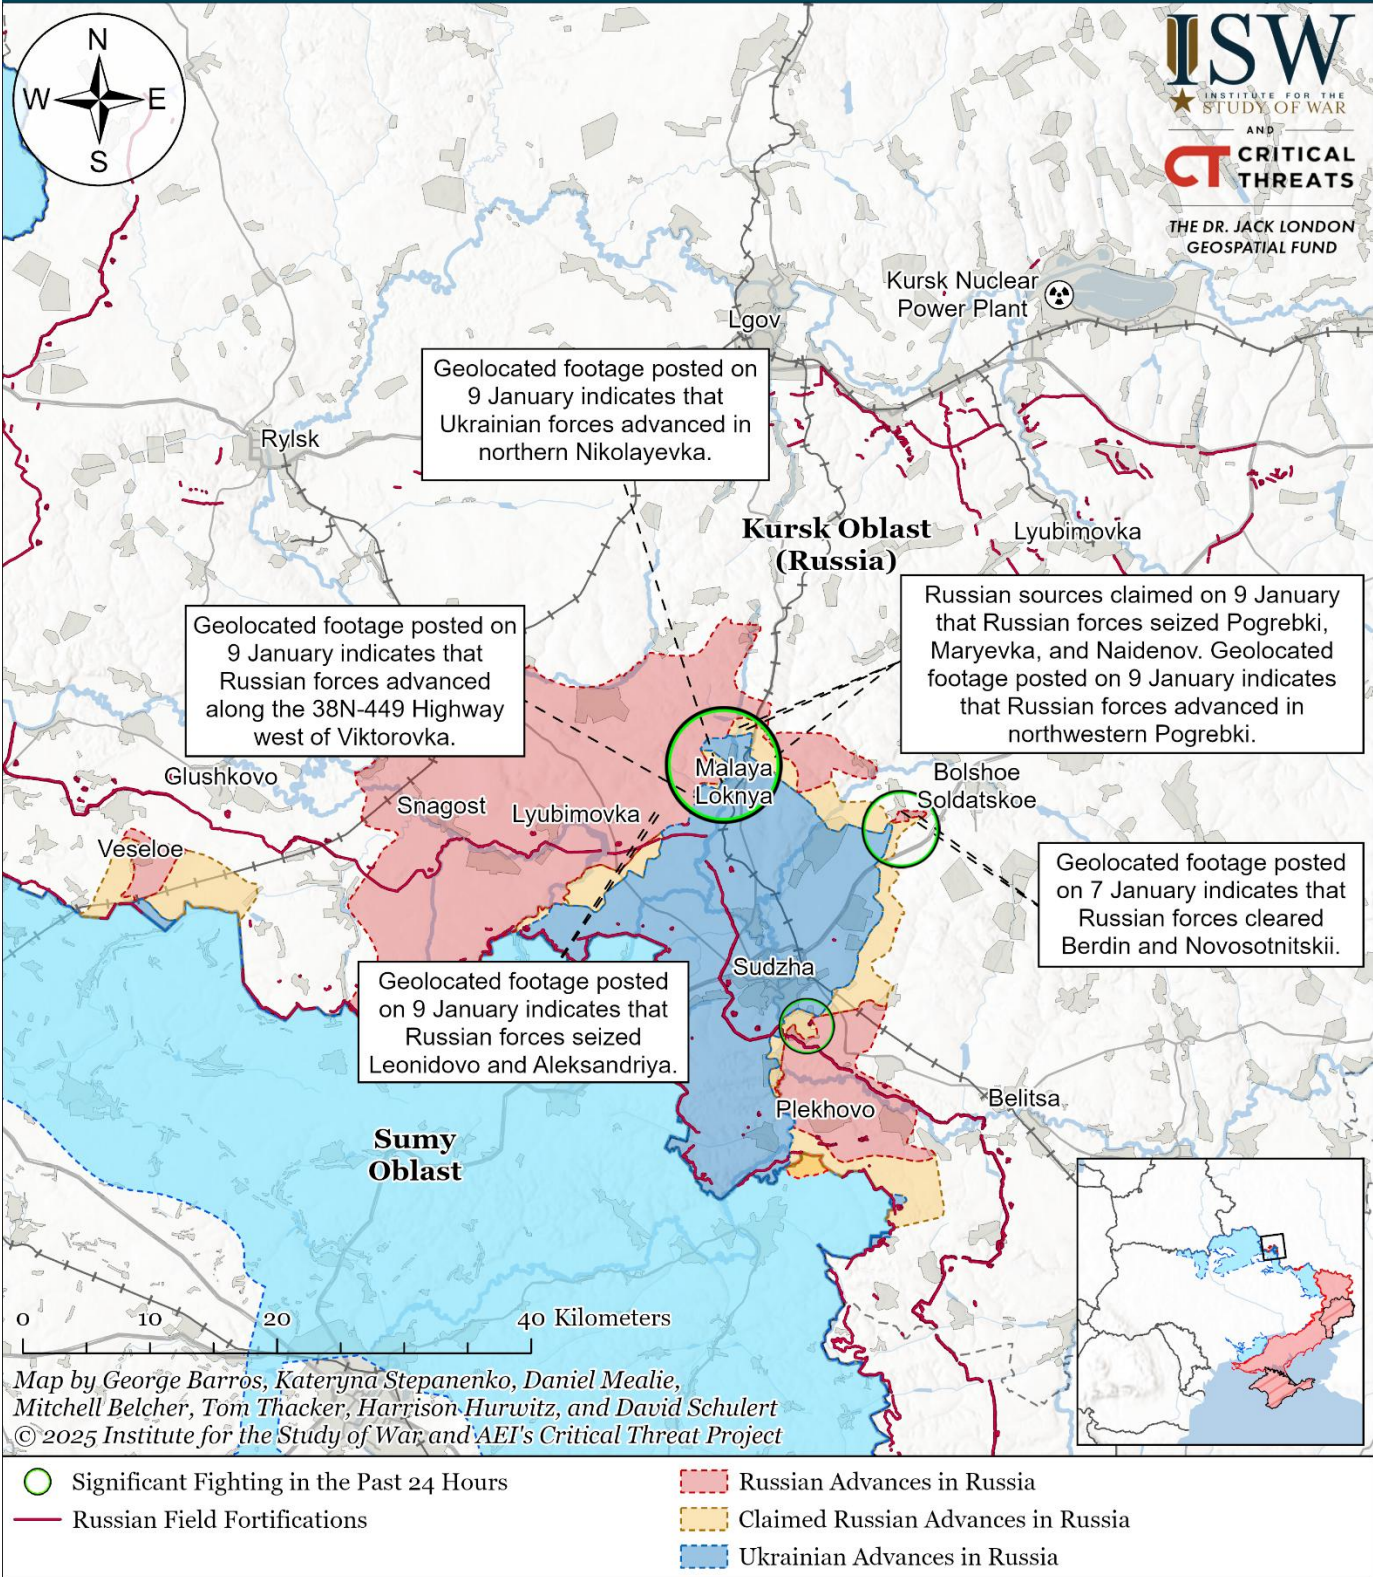 N
W E
S
ISW
INSTITUTE FOR THE
STUDY OF WAR
AND
CT CRITICAL
THREATS
THE DR. JACK LONDON
GEOSPATIAL FUND
Kursk Nuclear
Power Plant
Lgov
Geolocated footage posted on
9 January indicates that
Ukrainian forces advanced in
northern Nikolayevka.
Rylsk
Kursk Oblast
(Russia)
Lyubimovka
Russian sources claimed on 9 January
that Russian forces seized Pogrebki,
Maryevka, and Naidenov. Geolocated
footage posted on 9 January indicates
that Russian forces advanced in
northwestern Pogrebki.
Geolocated footage posted on
9 January indicates that
Russian forces advanced
along the 38N-449 Highway
west of Viktorovka.
Glushkovo
Snagost
Lyubimovka
Malaya
Loknya
Bolshoe
Soldatskoe
Veseloe
Geolocated footage posted
on 7 January indicates that
Russian forces cleared
Berdin and Novosotnitskii.
Sudzha
Geolocated footage posted
on 9 January indicates that
Russian forces seized
Leonidovo and Aleksandriya.
Plekhovo
Belitsa
Sumy
Oblast
0 10 20 40 Kilometers
Map by George Barros, Kateryna Stepanenko, Daniel Mealie,
Mitchell Belcher, Tom Thacker, Harrison Hurwitz, and David Schulert
© 2025 Institute for the Study of War and AEI's Critical Threat Project
Significant Fighting in the Past 24 Hours
Russian Field Fortifications
Russian Advances in Russia
Claimed Russian Advances in Russia
Ukrainian Advances in Russia